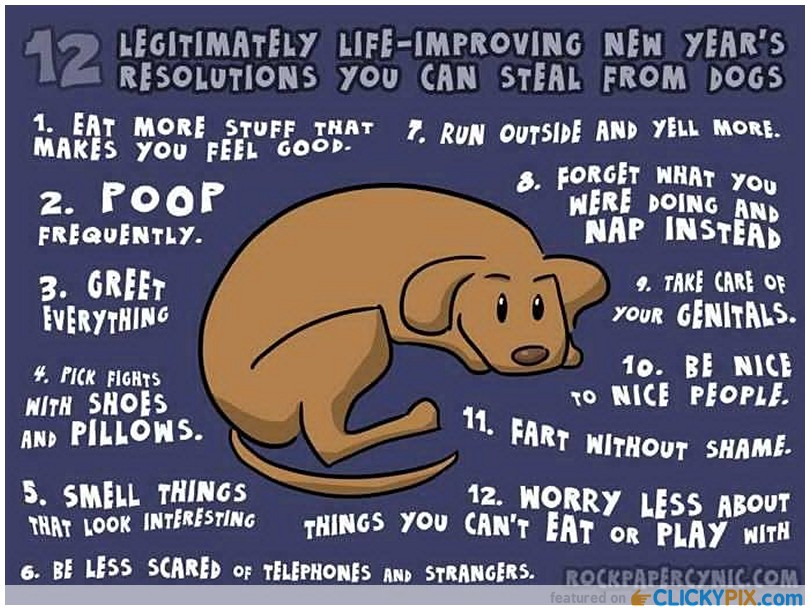 12 LEGITIMATELY LIFE-IMPROVING NEW YEAR'S
RESOLUTIONS YOU CAN STEAL FROM DOGS
1. EAT MORE STUFF THAT
MAKES YOU FEEL GOOD.
2. POOP
FREQUENTLY.
3. GREET
EVERYTHING
4. PICK FIGHTS
WITH SHOES
AND PILLOWS.
5. SMELL THINGS
THAT LOOK INTERESTING
6. BE LESS SCARED OF TELEPHONES AND STRANGERS.
7. RUN OUTSIDE AND YELL MORE.
8. FORGET WHAT YOU
WERE DOING AND
NAP INSTEAD
9. TAKE CARE OF
YOUR GENITALS.
10. BE NICE
TO NICE PEOPLE.
11. FART WITHOUT SHAME.
12. WORRY LESS ABOUT
THINGS YOU CAN'T EAT OR PLAY WITH
ROCKPAPERCYNIC.COM
featured on CLICKYPIX.com